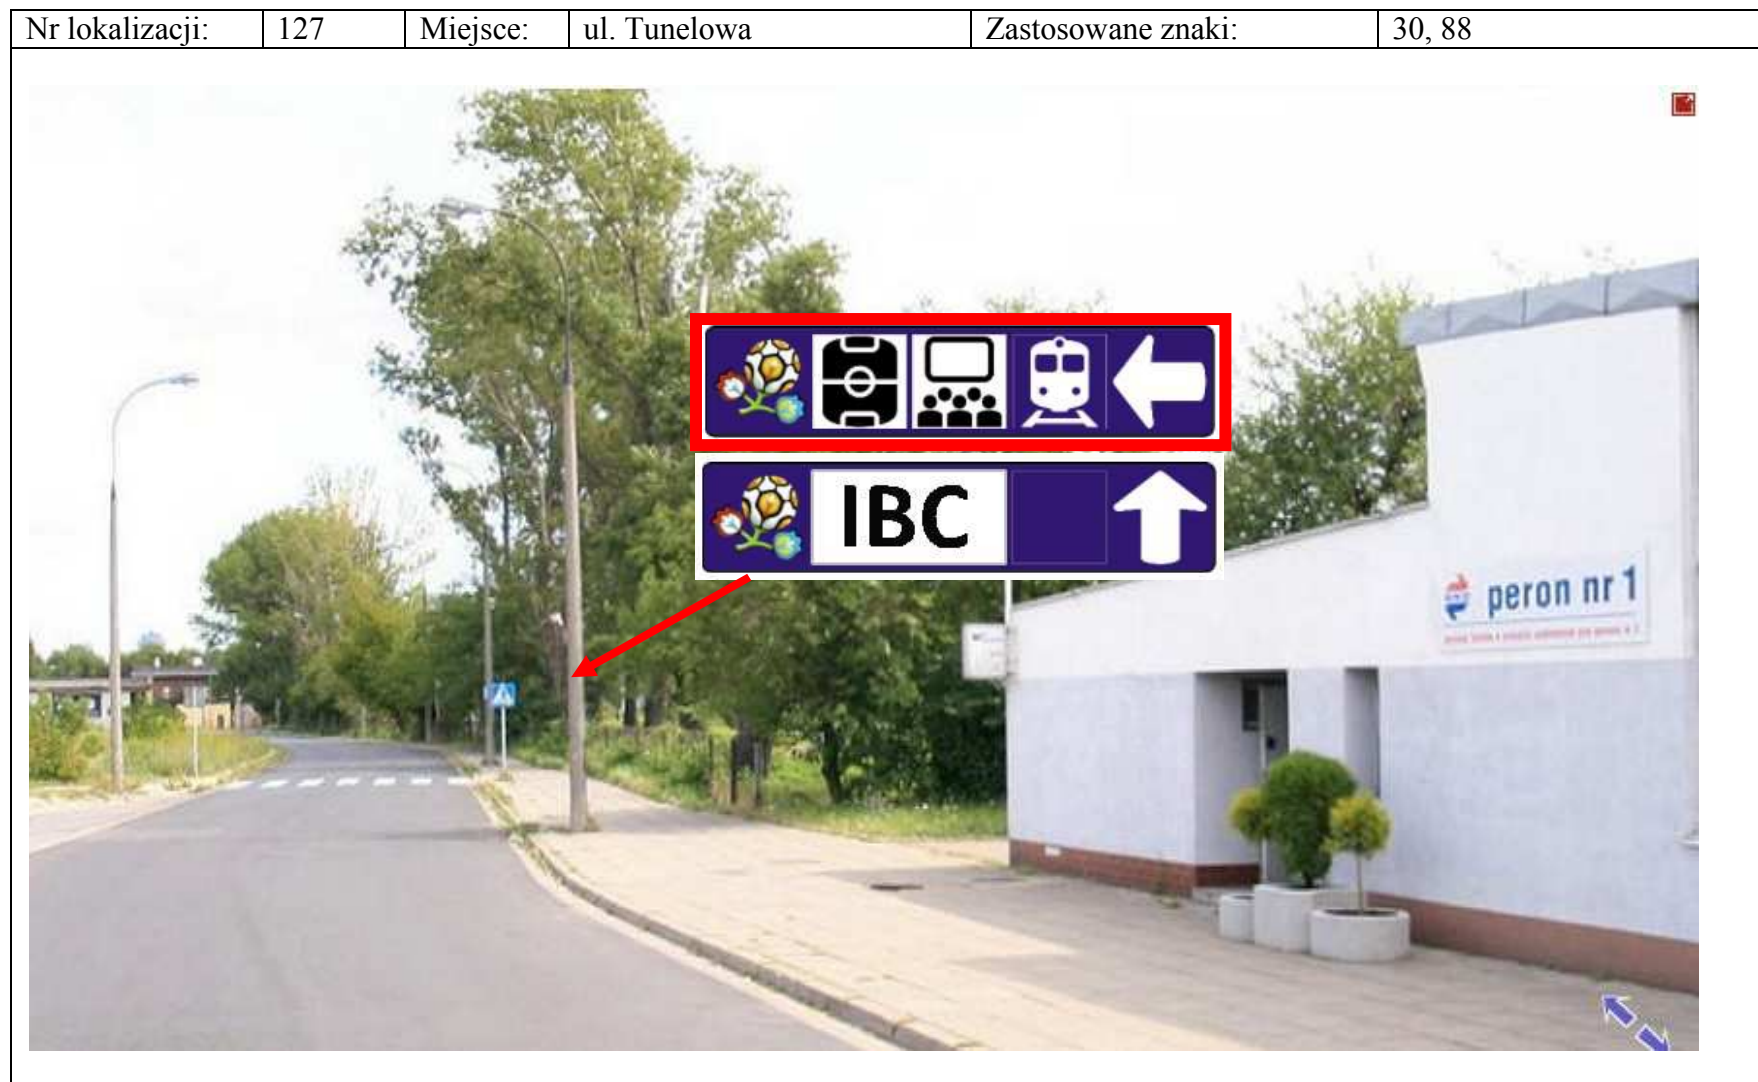 Nr lokalizacji: 127 Miejsce: ul. Tunelowa Zastosowane znaki: 30, 88
IBC
peron nr 1